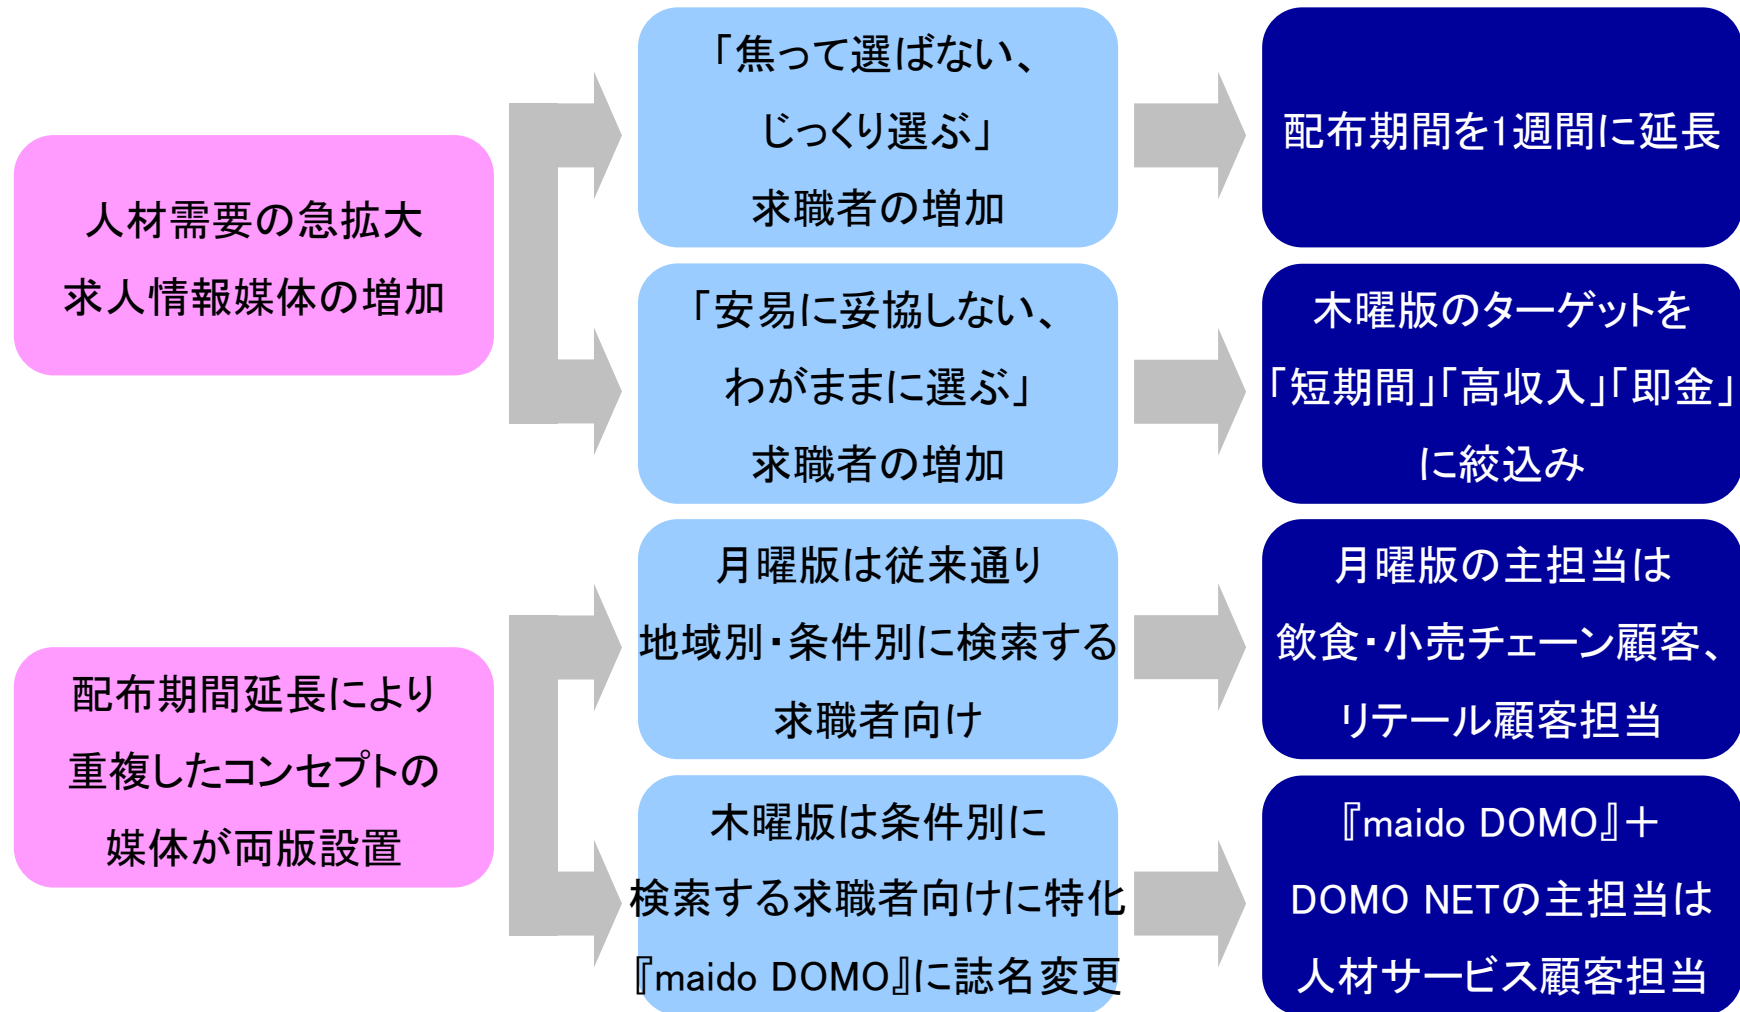 人材需要の急拡大
求人情報媒体の増加
「焦って選ばない、
じっくり選ぶ」
求職者の増加
配布期間を1週間に延長
「安易に妥協しない、
わがままに選ぶ」
求職者の増加
木曜版のターゲットを
「短期間」「高収入」「即金」
に絞込み
配布期間延長により
重複したコンセプトの
媒体が両版設置
月曜版は従来通り
地域別・条件別に検索する
求職者向け
月曜版の主担当は
飲食・小売チェーン顧客、
リテール顧客担当
木曜版は条件別に
検索する求職者向けに特化
『maido DOMO』に誌名変更
『maido DOMO』＋
DOMO NETの主担当は
人材サービス顧客担当